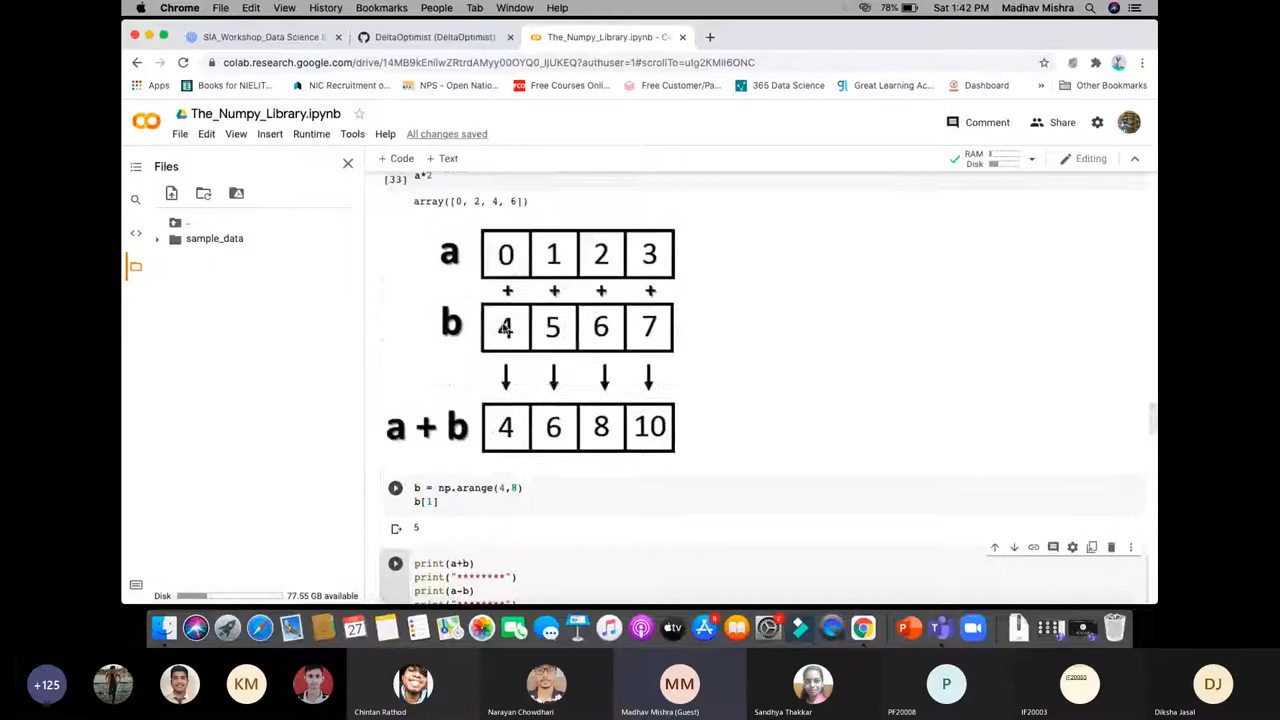 Chrome File Edit View History Bookmarks People Tab Window Help 78% Sat 1:42 PM Madhav Mishra
SIA_Workshop_Data Science DeltaOptimist (DeltaOptimist) The_Numpy_Library.ipynb - Co
colab.research.google.com/drive/14MB9kEnilwZRtrdAMyy00OYQ0_ljUKEQ?authuser=1#scrollTo=uIg2KMIi6ONC
Apps Books for NIELIT... NIC Recruitment o... NPS - Open Natio... Free Courses Onli... Free Customer/Pa... 365 Data Science Great Learning Ac... Dashboard » Other Bookmarks
The_Numpy_Library.ipynb
File Edit View Insert Runtime Tools Help All changes saved
Comment Share
Files
+ Code + Text
RAM
Disk
Editing
..
sample_data
[33] a*2
array([0, 2, 4, 6])
a 0 1 2 3
+ + + +
b 4 5 6 7
a + b 4 6 8 10
b = np.arange(4,8)
b[1]
5
print(a+b)
print("********")
print(a-b)
Disk 77.55 GB available
27
tv
+125 KM MM P IF20003 DJ
Chintan Rathod Narayan Chowdhari Madhav Mishra (Guest) Sandhya Thakkar PF20008 IF20003 Diksha Jasal